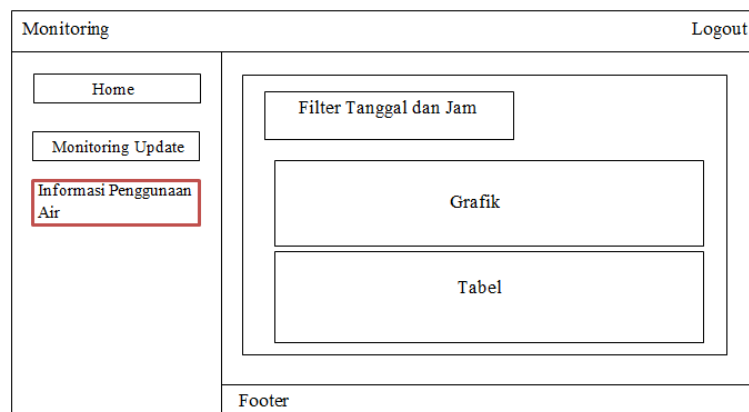 Monitoring
Logout
Home
Monitoring Update
Informasi Penggunaan
Air
Filter Tanggal dan Jam
Grafik
Tabel
Footer